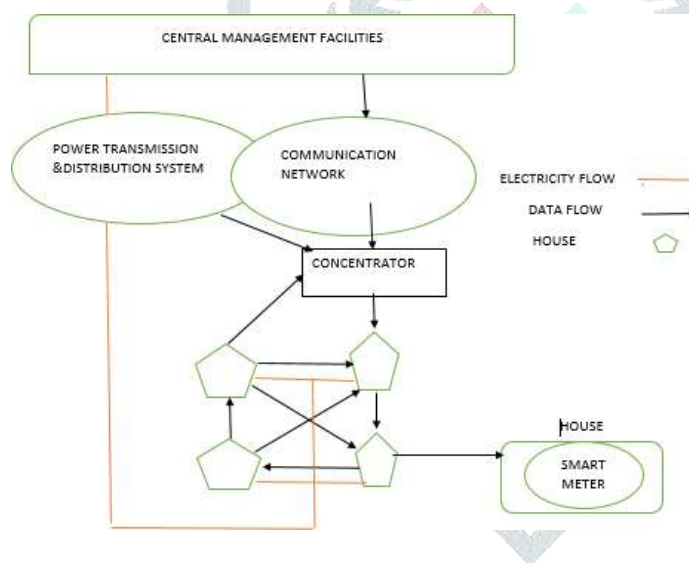 CENTRAL MANAGEMENT FACILITIES
POWER TRANSMISSION
&DISTRIBUTION SYSTEM
COMMUNICATION
NETWORK
ELECTRICITY FLOW
DATA FLOW
HOUSE
CONCENTRATOR
HOUSE
SMART
METER